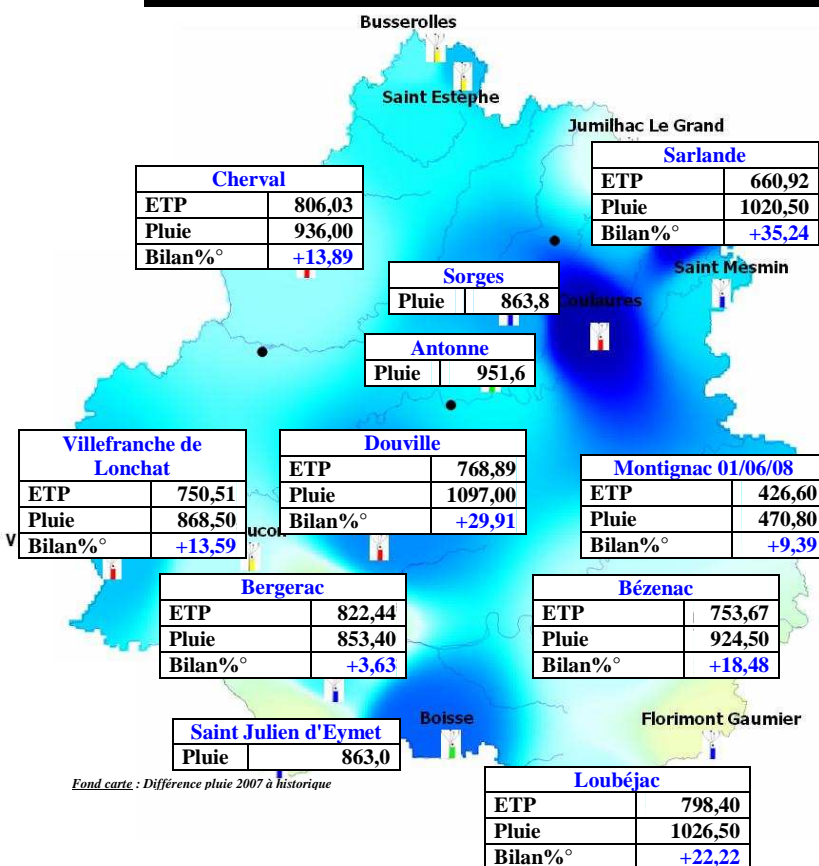 Busserolles
Saint Estèphe
Jumilhac Le Grand
Sarlande
ETP 660,92
Pluie 1020,50
Bilan%° +35,24
Cherval
ETP 806,03
Pluie 936,00
Bilan%° +13,89
Saint Mesmin
Sorges
Pluie 863,8
Coulaures
Antonne
Pluie 951,6
Villefranche de
Lonchat
ETP 750,51
Pluie 868,50
Bilan%° +13,59
V
ucon
Douville
ETP 768,89
Pluie 1097,00
Bilan%° +29,91
Montignac 01/06/08
ETP 426,60
Pluie 470,80
Bilan%° +9,39
Bergerac
ETP 822,44
Pluie 853,40
Bilan%° +3,63
Bézenac
ETP 753,67
Pluie 924,50
Bilan%° +18,48
Boisse
Florimont Gaumier
Saint Julien d'Eymet
Pluie 863,0
Fond carte : Différence pluie 2007 à historique
Loubéjac
ETP 798,40
Pluie 1026,50
Bilan%° +22,22